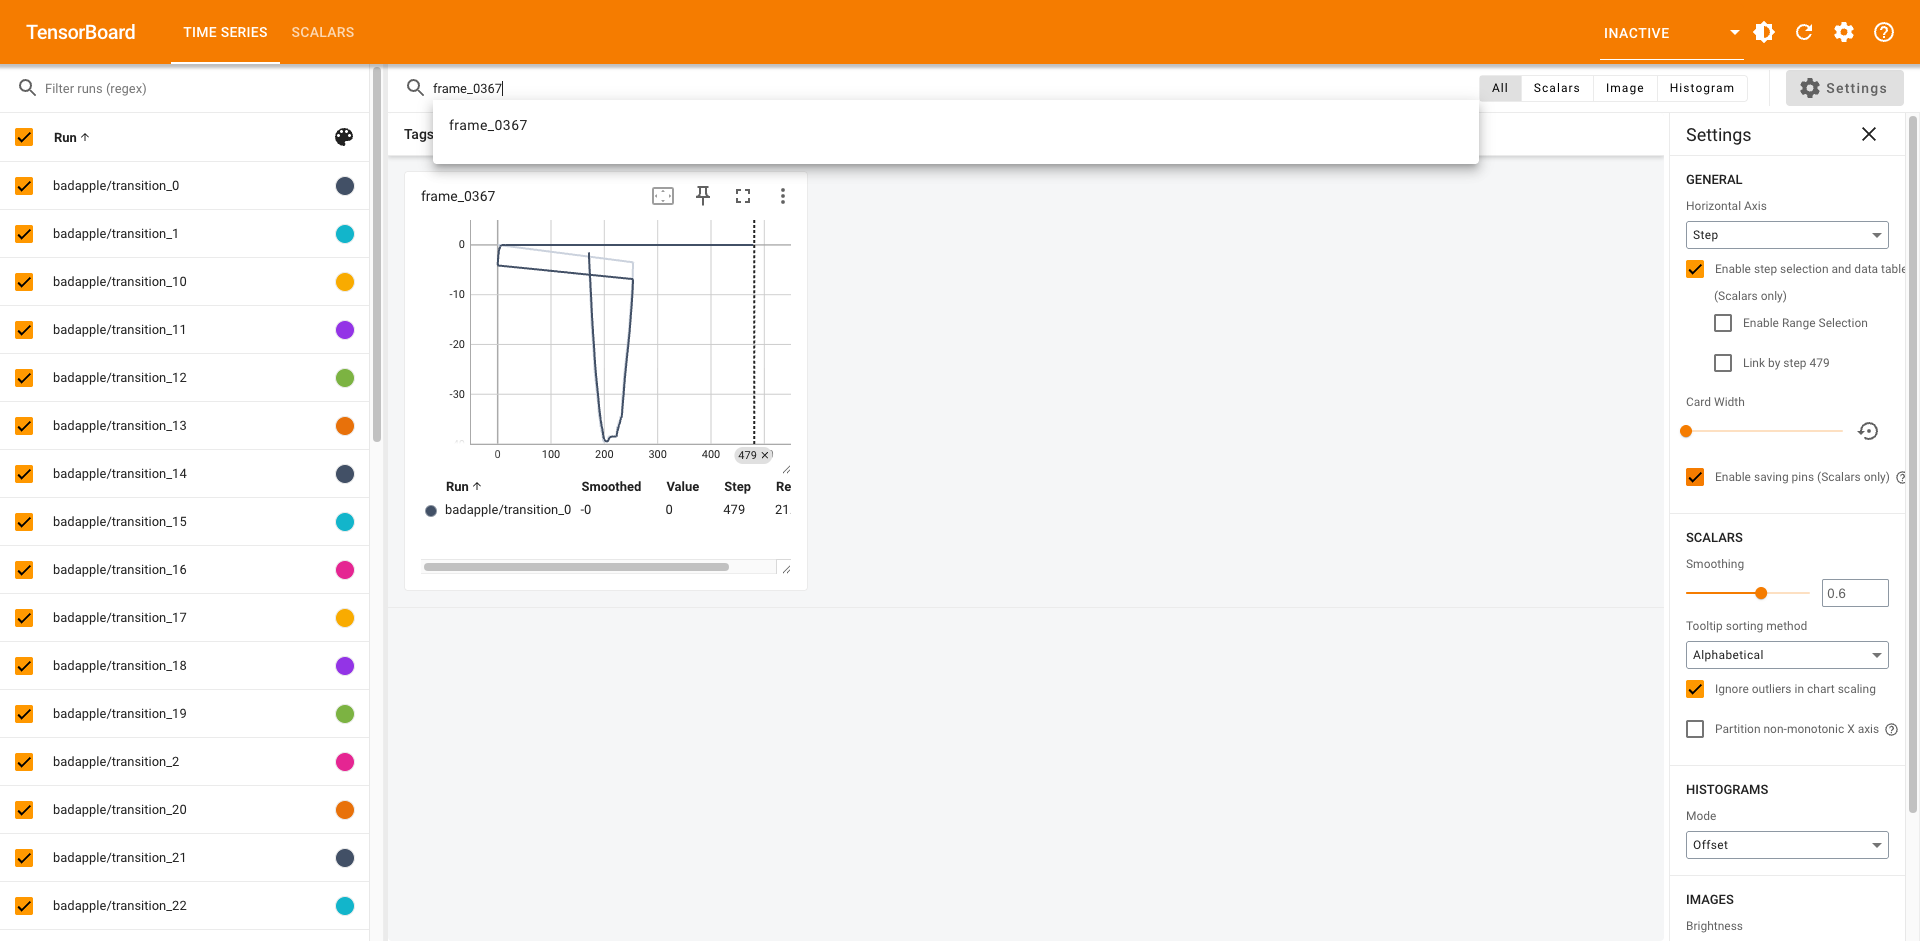 TensorBoard
TIME SERIES
SCALARS
INACTIVE
Filter runs (regex)
frame_0367
All
Scalars
Image
Histogram
Settings
frame_0367
Run
badapple/transition_0
badapple/transition_1
badapple/transition_10
badapple/transition_11
badapple/transition_12
badapple/transition_13
badapple/transition_14
badapple/transition_15
badapple/transition_16
badapple/transition_17
badapple/transition_18
badapple/transition_19
badapple/transition_2
badapple/transition_20
badapple/transition_21
badapple/transition_22
Tags
frame_0367
0
-10
-20
-30
0 100 200 300 400 479
Run Smoothed Value Step Re
badapple/transition_0 -0 0 479 21.
Settings
GENERAL
Horizontal Axis
Step
Enable step selection and data table
(Scalars only)
Enable Range Selection
Link by step 479
Card Width
Enable saving pins (Scalars only)
SCALARS
Smoothing
0.6
Tooltip sorting method
Alphabetical
Ignore outliers in chart scaling
Partition non-monotonic X axis
HISTOGRAMS
Mode
Offset
IMAGES
Brightness